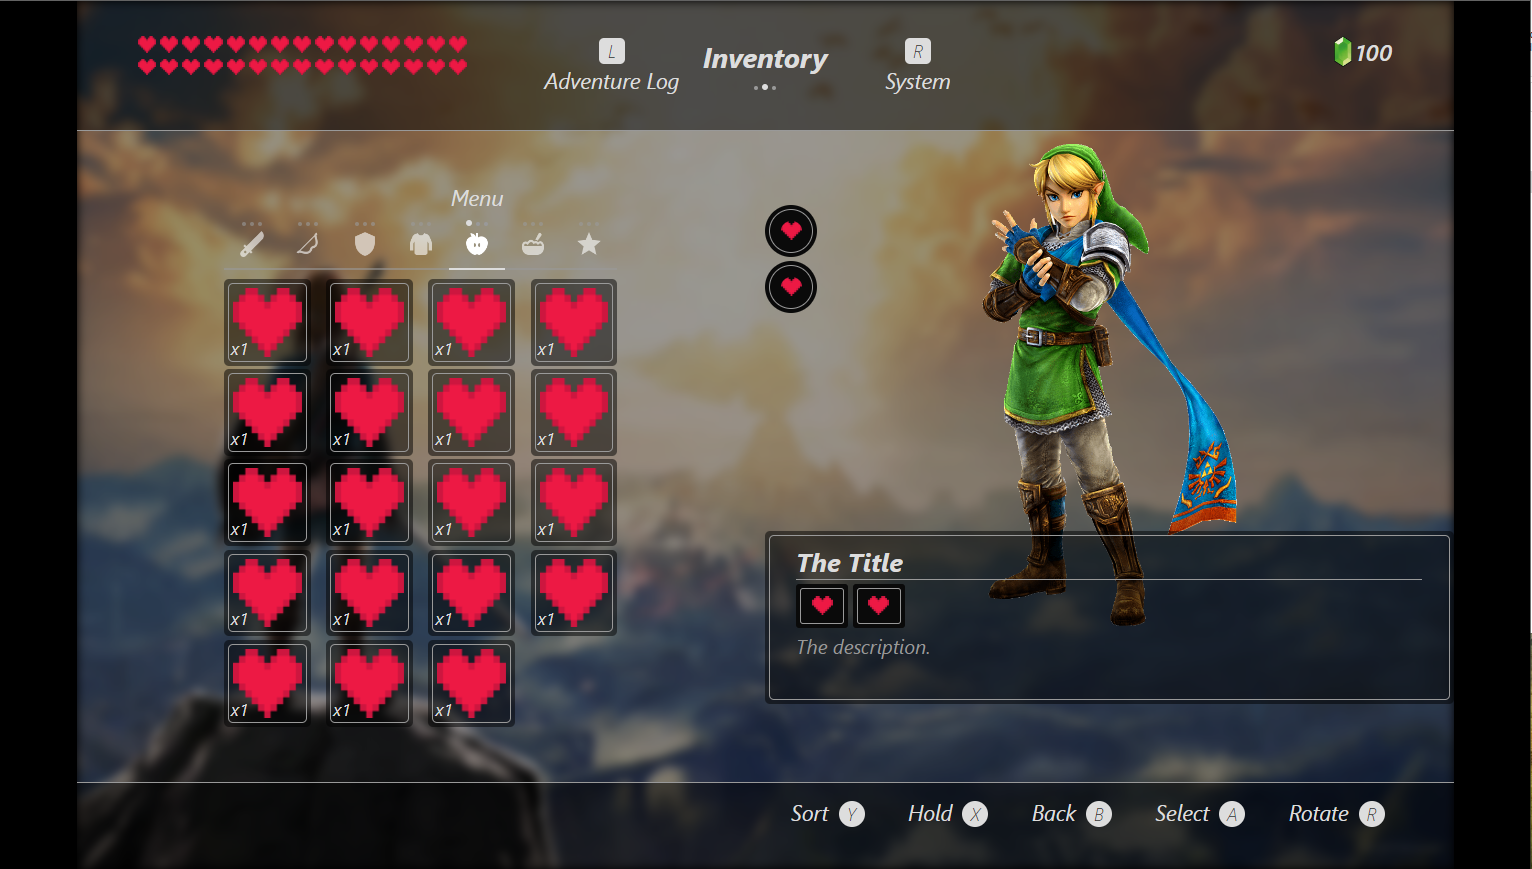 L
Adventure Log
Inventory
R
System
100
Menu
x1 x1 x1 x1
x1 x1 x1 x1
x1 x1 x1 x1
x1 x1 x1 x1
x1 x1 x1
The Title
The description.
Sort Y Hold X Back B Select A Rotate R